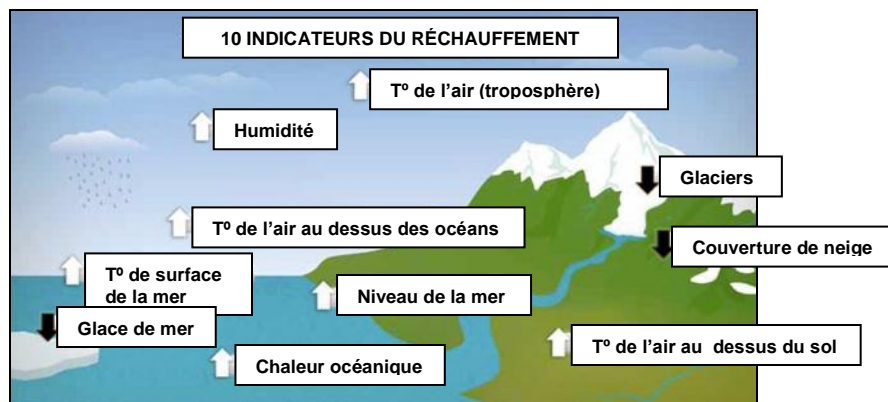 10 INDICATEURS DU RÉCHAUFFEMENT
Tº de l’air (troposphère)
Humidité
Glaciers
Tº de l’air au dessus des océans
Couverture de neige
Tº de surface
de la mer
Niveau de la mer
Glace de mer
Tº de l’air au dessus du sol
Chaleur océanique